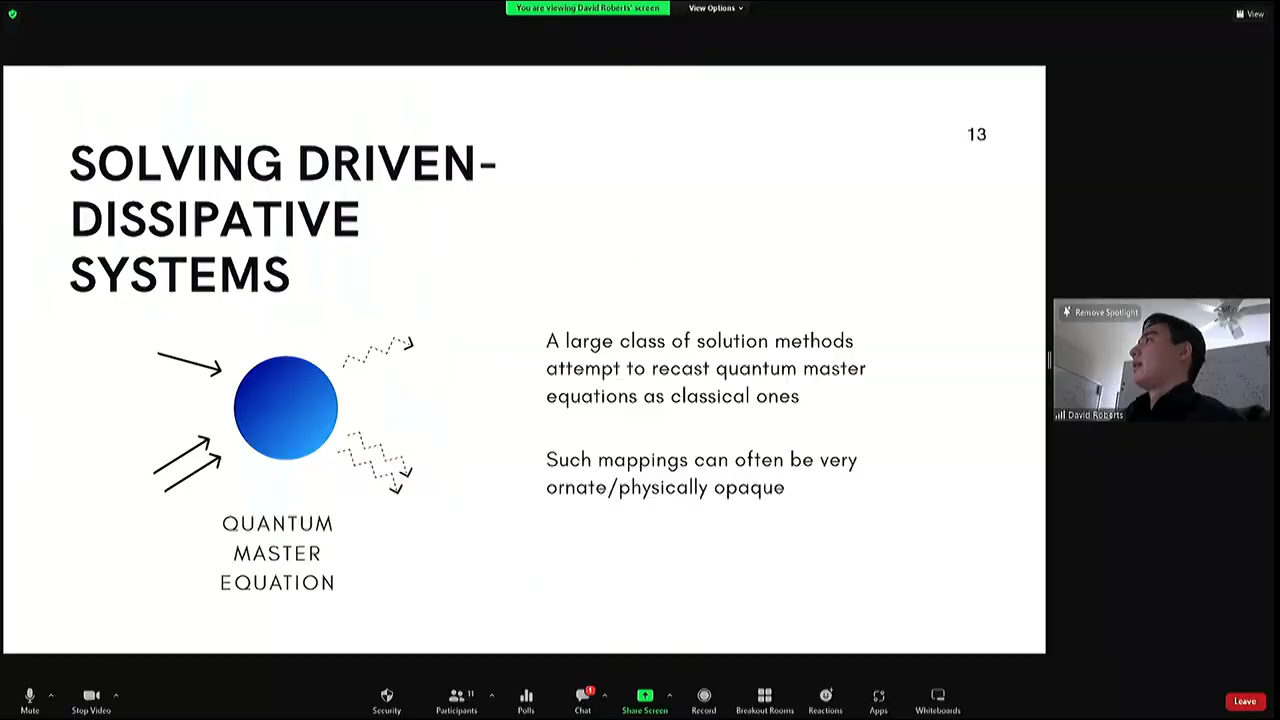 You are viewing David Roberts' screen
View Options
View
13
SOLVING DRIVEN-
DISSIPATIVE
SYSTEMS
A large class of solution methods
attempt to recast quantum master
equations as classical ones
Such mappings can often be very
ornate/physically opaque
QUANTUM
MASTER
EQUATION
Remove Spotlight
David Roberts
Mute
Stop Video
Security
Participants
11
Polls
Chat
1
Share Screen
Record
Breakout Rooms
Reactions
Apps
Whiteboards
Leave